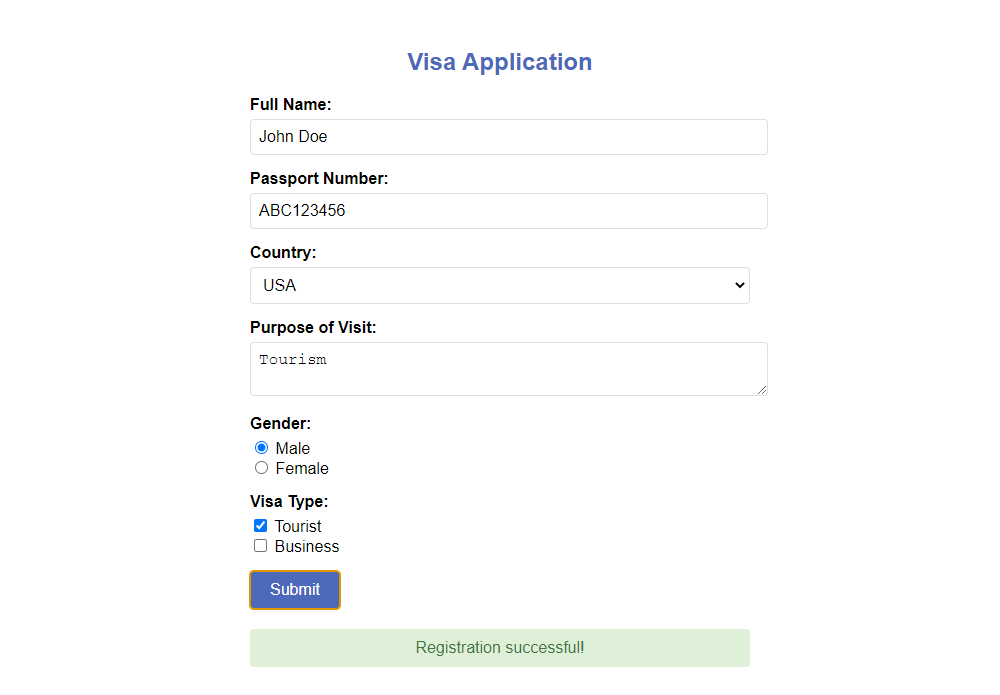 Visa Application
Full Name:
John Doe
Passport Number:
ABC123456
Country:
USA
Purpose of Visit:
Tourism
Gender:
Male
Female
Visa Type:
Tourist
Business
Submit
Registration successful!